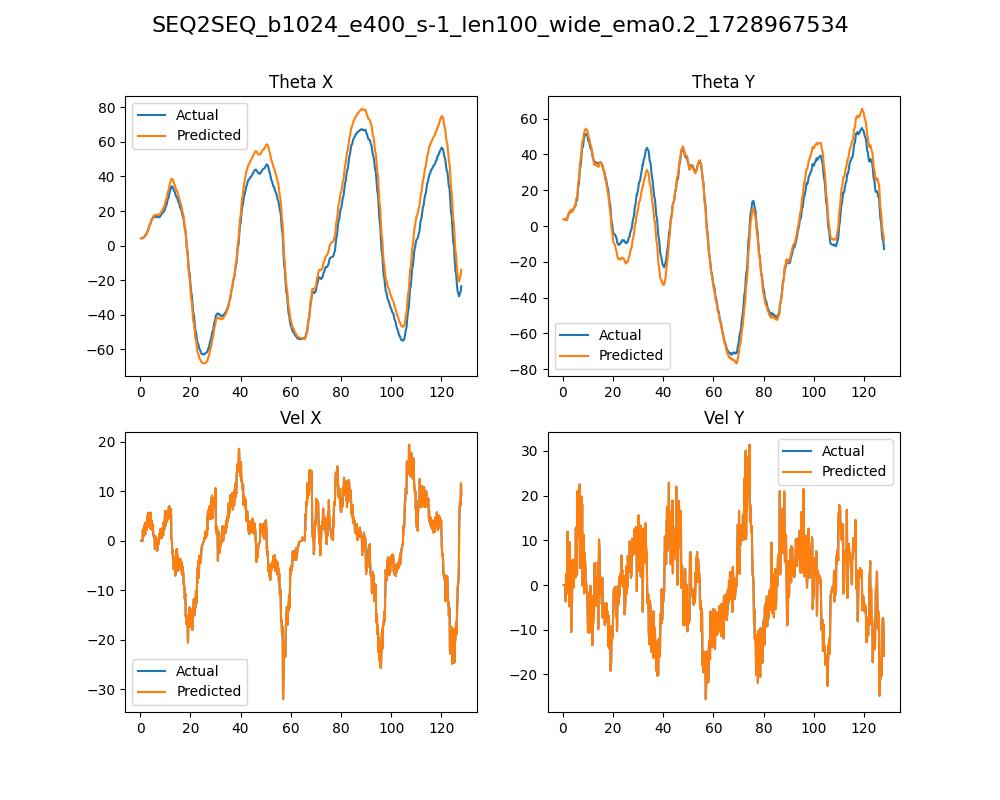 SEQ2SEQ_b1024_e400_s-1_len100_wide_ema0.2_1728967534
Theta X
80
60
40
20
0
−20
−40
−60
0 20 40 60 80 100 120
Actual
Predicted
Theta Y
60
40
20
0
−20
−40
−60
−80
0 20 40 60 80 100 120
Actual
Predicted
Vel X
20
10
0
−10
−20
−30
0 20 40 60 80 100 120
Actual
Predicted
Vel Y
30
20
10
0
−10
−20
0 20 40 60 80 100 120
Actual
Predicted